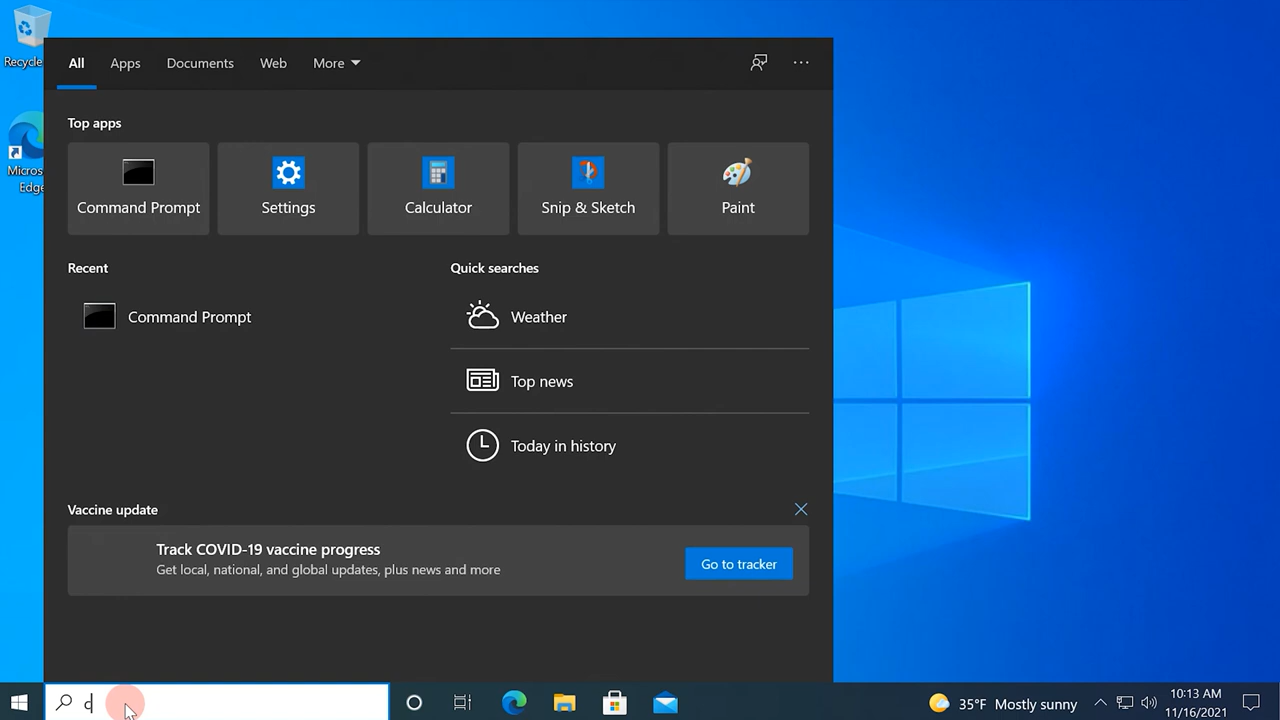 Recycle
Micros
Edge
All
Apps
Documents
Web
More
Top apps
Command Prompt
Settings
Calculator
Snip & Sketch
Paint
Recent
Quick searches
Command Prompt
Weather
Top news
Today in history
Vaccine update
Track COVID-19 vaccine progress
Get local, national, and global updates, plus news and more
Go to tracker
c
35°F Mostly sunny
10:13 AM
11/16/2021